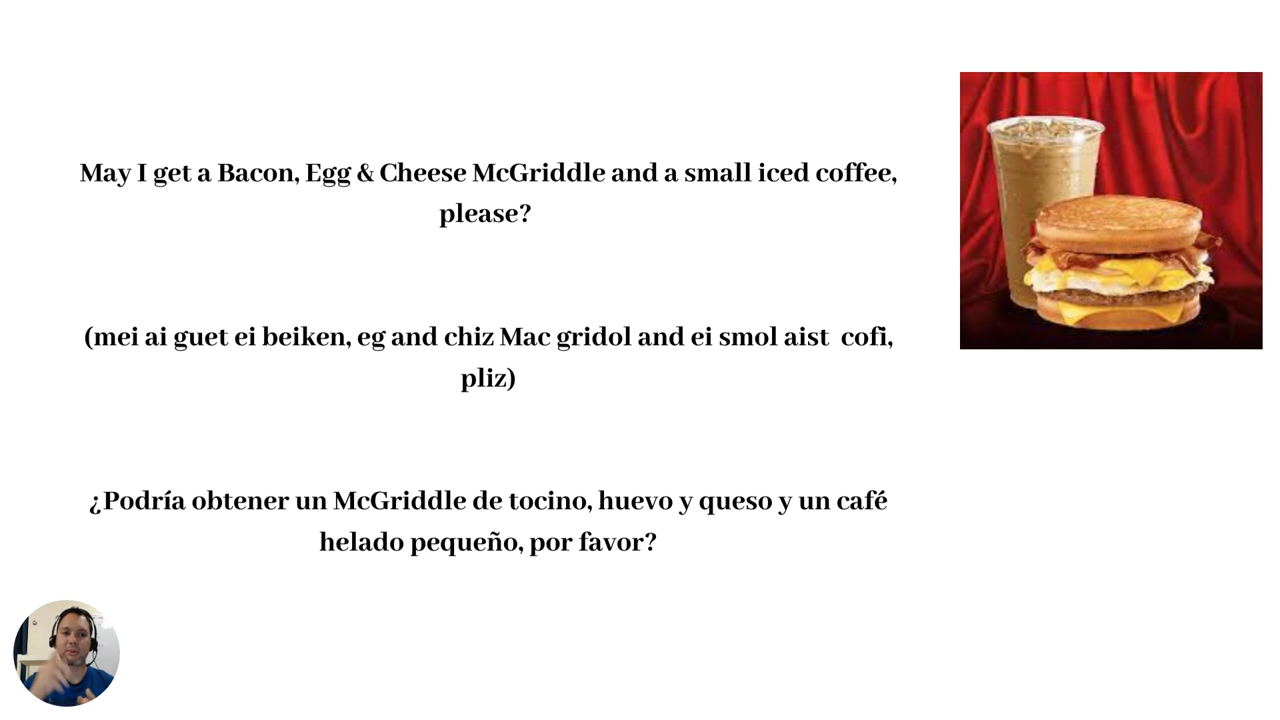 May I get a Bacon, Egg & Cheese McGriddle and a small iced coffee,
please?
(mei ai guet ei beiken, eg and chiz Mac gridol and ei smol aist  cofi,
pliz)
¿Podría obtener un McGriddle de tocino, huevo y queso y un café
helado pequeño, por favor?